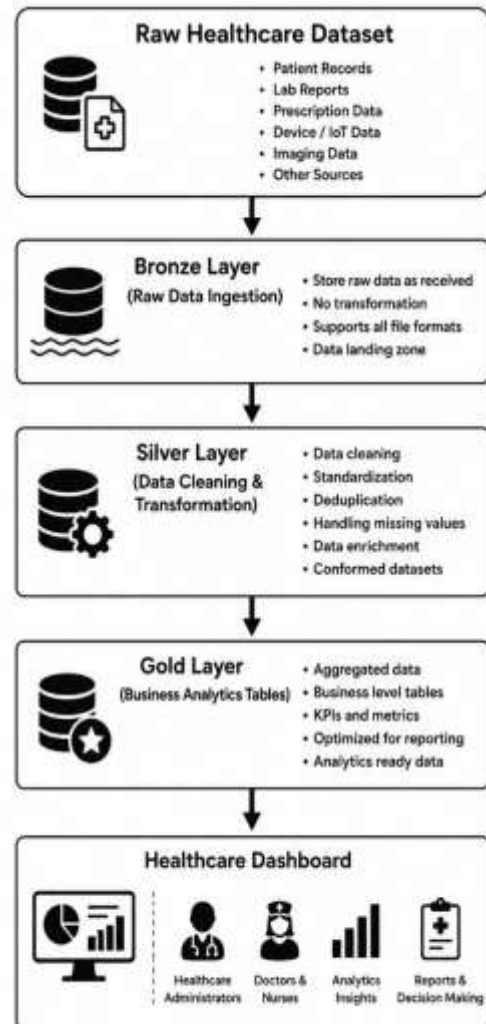 Raw Healthcare Dataset
• Patient Records
• Lab Reports
• Prescription Data
• Device / IoT Data
• Imaging Data
• Other Sources
Bronze Layer
(Raw Data Ingestion)
• Store raw data as received
• No transformation
• Supports all file formats
• Data landing zone
Silver Layer
(Data Cleaning &
Transformation)
• Data cleaning
• Standardization
• Deduplication
• Handling missing values
• Data enrichment
• Conformed datasets
Gold Layer
(Business Analytics Tables)
• Aggregated data
• Business level tables
• KPIs and metrics
• Optimized for reporting
• Analytics ready data
Healthcare Dashboard
Healthcare
Administrators
Doctors &
Nurses
Analytics
Insights
Reports &
Decision Making